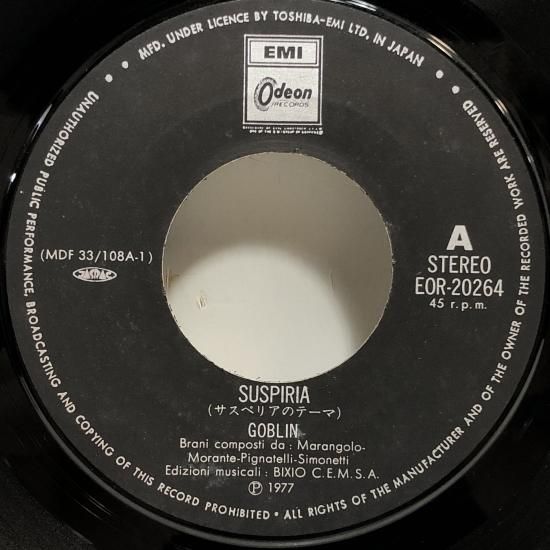 • MFD. UNDER LICENCE BY TOSHIBA-EMI LTD. IN JAPAN •
EMI
Odeon
RECORDS
(MDF 33/108A-1)
JASRAC
A
STEREO
EOR-20264
45 r.p.m.
SUSPIRIA
(サスペリアのテーマ)
GOBLIN
Brani composti da : Marangolo-
Morante-Pignatelli-Simonetti
Edizioni musicali : BIXIO C.E.M.S.A.
Ⓟ 1977
• UNAUTHORIZED PUBLIC PERFORMANCE, BROADCASTING AND COPYING OF THIS RECORD PROHIBITED • ALL RIGHTS OF THE MANUFACTURER AND OF THE OWNER OF THE RECORDED WORK ARE RESERVED •